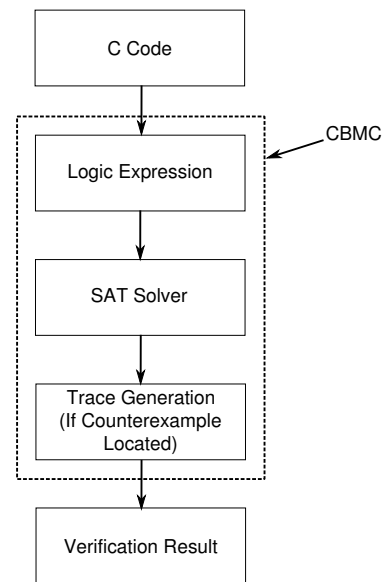 C Code
CBMC
Logic Expression
SAT Solver
Trace Generation
(If Counterexample
Located)
Verification Result